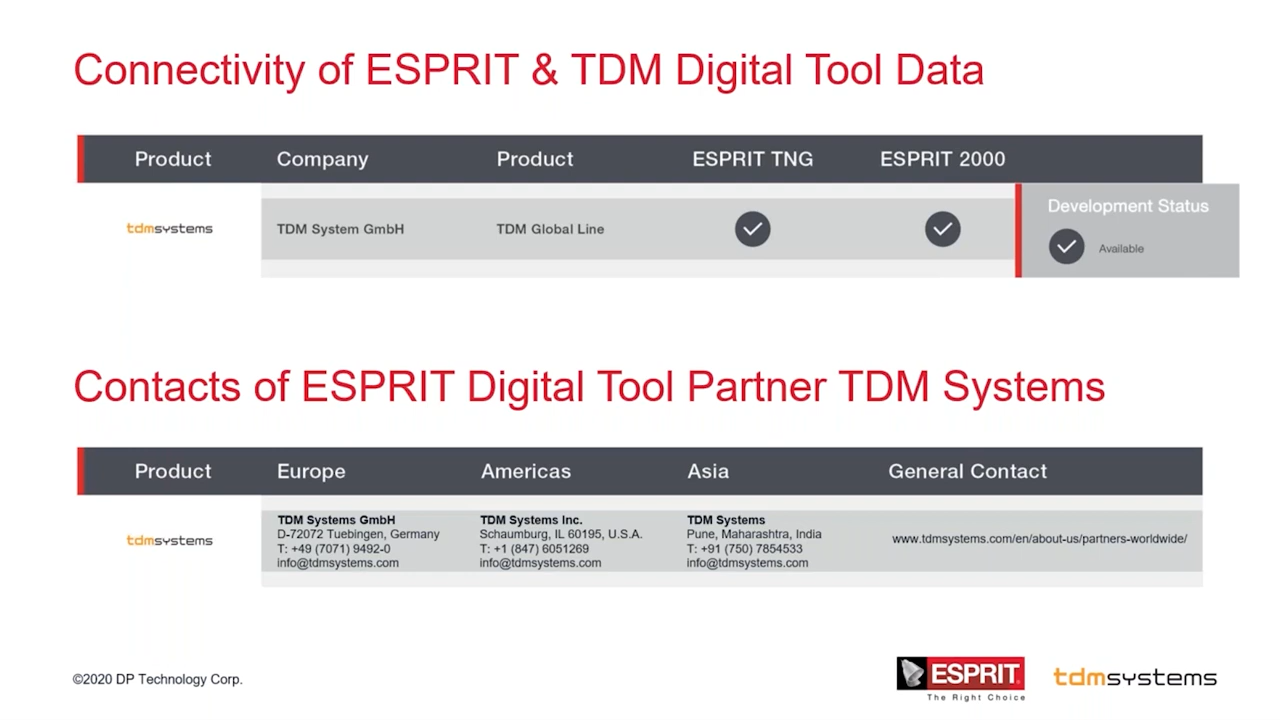 Connectivity of ESPRIT & TDM Digital Tool Data
Product Company Product ESPRIT TNG ESPRIT 2000
Development Status
tdmsystems TDM System GmbH TDM Global Line
Available
Contacts of ESPRIT Digital Tool Partner TDM Systems
Product Europe Americas Asia General Contact
tdmsystems
TDM Systems GmbH
D-72072 Tuebingen, Germany
T: +49 (7071) 9492-0
info@tdmsystems.com
TDM Systems Inc.
Schaumburg, IL 60195, U.S.A.
T: +1 (847) 6051269
info@tdmsystems.com
TDM Systems
Pune, Maharashtra, India
T: +91 (750) 7854533
info@tdmsystems.com
www.tdmsystems.com/en/about-us/partners-worldwide/
©2020 DP Technology Corp.
ESPRIT
The Right Choice
tdmsystems